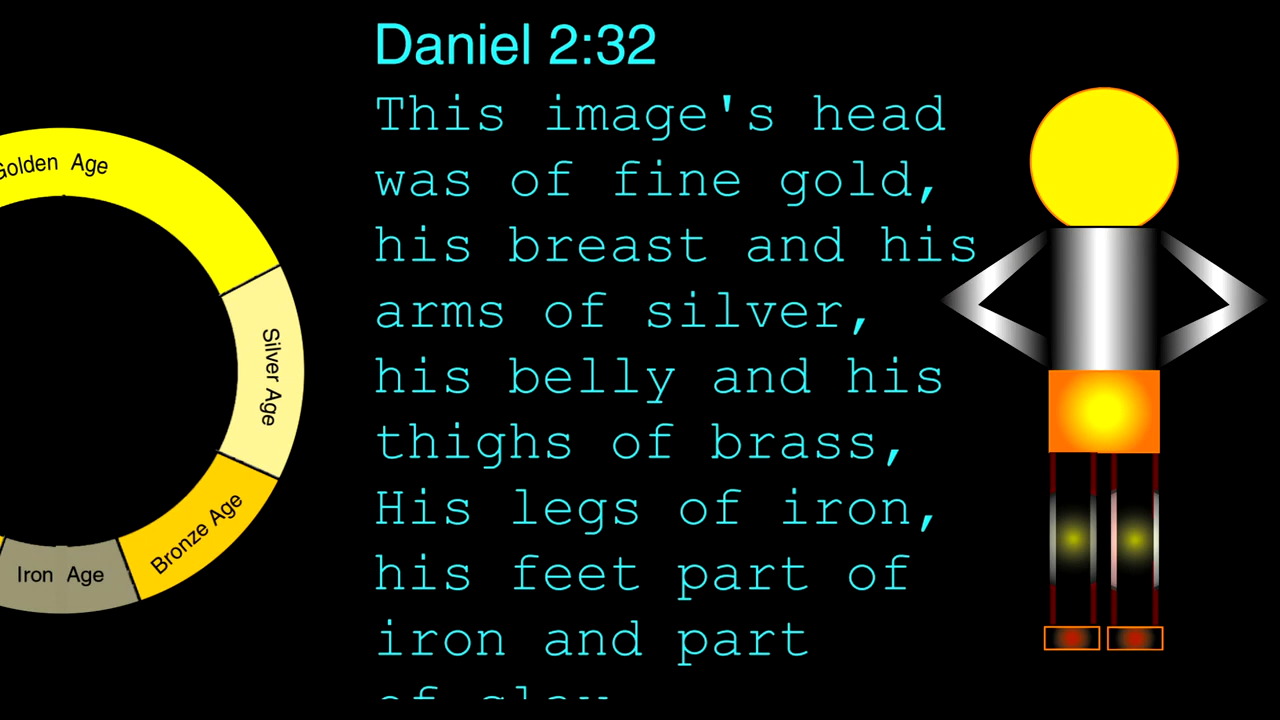 Daniel 2:32
This image's head
was of fine gold,
his breast and his
arms of silver,
his belly and his
thighs of brass,
His legs of iron,
his feet part of
iron and part
Golden Age
Silver Age
Bronze Age
Iron Age